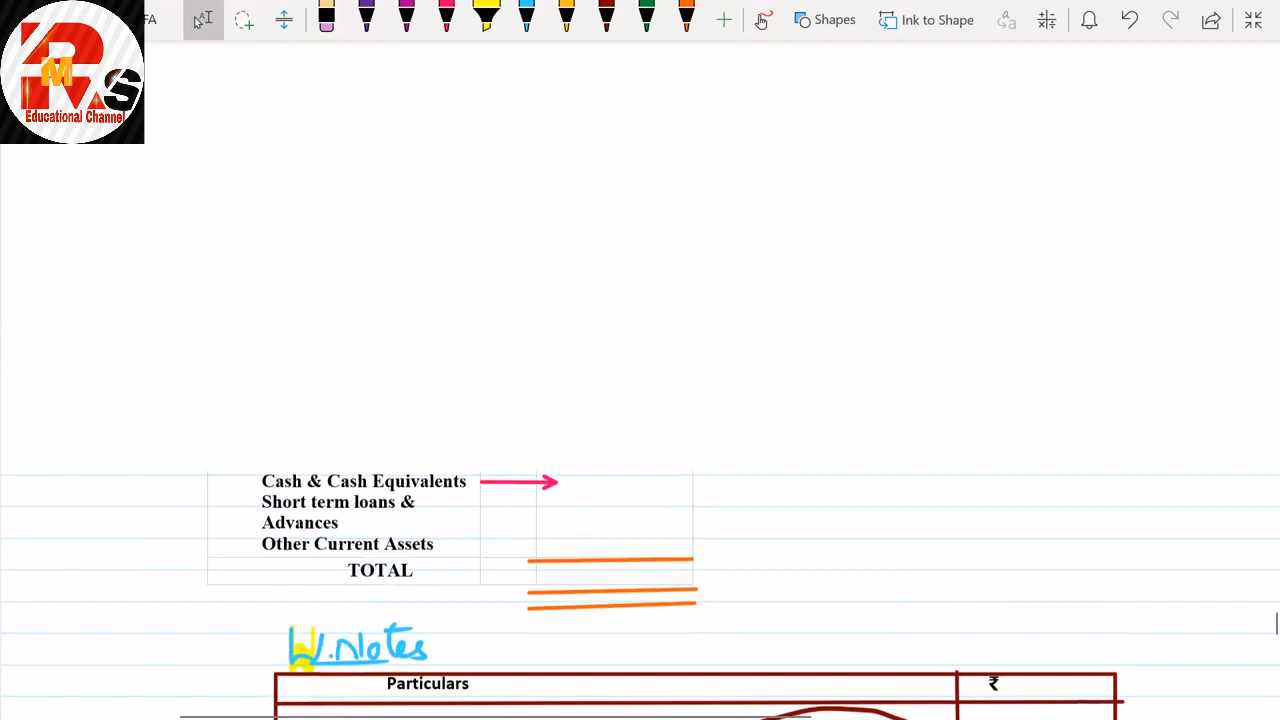 FA
Shapes
Ink to Shape
RMS
Educational Channel
Cash & Cash Equivalents
Short term loans &
Advances
Other Current Assets
TOTAL
W.Notes
Particulars ₹